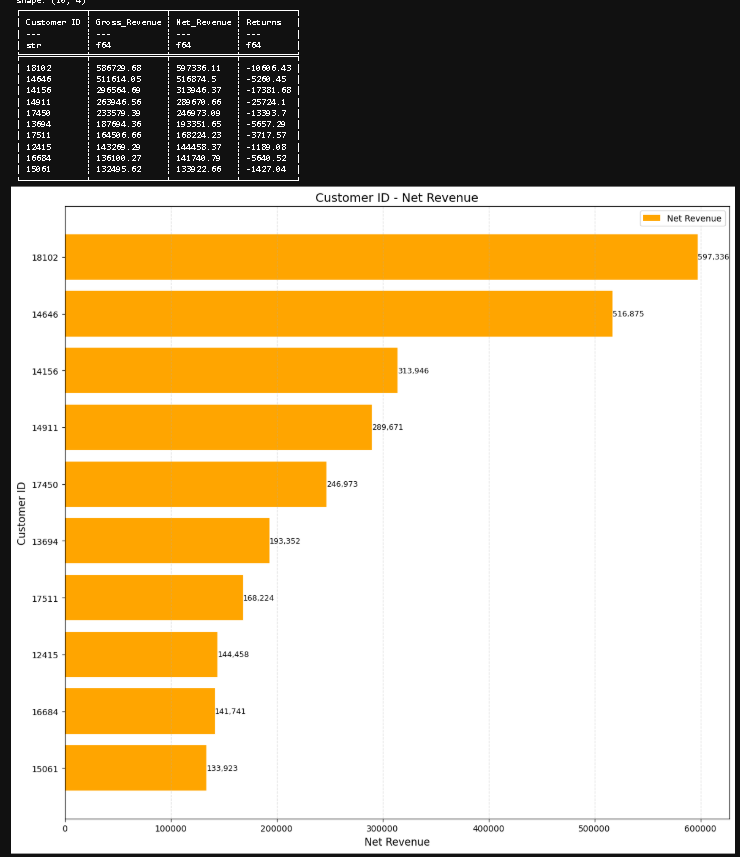 shape: (10, 4)
Customer ID Gross_Revenue Net_Revenue Returns
--- --- --- ---
str f64 f64 f64
18102 586729.68 597336.11 -10606.43
14646 511614.05 516874.5 -5260.45
14156 296564.69 313946.37 -17381.68
14911 263946.56 289670.66 -25724.1
17450 233579.39 246973.09 -13393.7
13694 187694.36 193351.65 -5657.29
17511 164506.66 168224.23 -3717.57
12415 143269.29 144458.37 -1189.08
16684 136100.27 141740.79 -5640.52
15061 132495.62 133922.66 -1427.04
Customer ID - Net Revenue
Net Revenue
18102 597,336
14646 516,875
14156 313,946
14911 289,671
17450 246,973
13694 193,352
17511 168,224
12415 144,458
16684 141,741
15061 133,923
Customer ID
0 100000 200000 300000 400000 500000 600000
Net Revenue